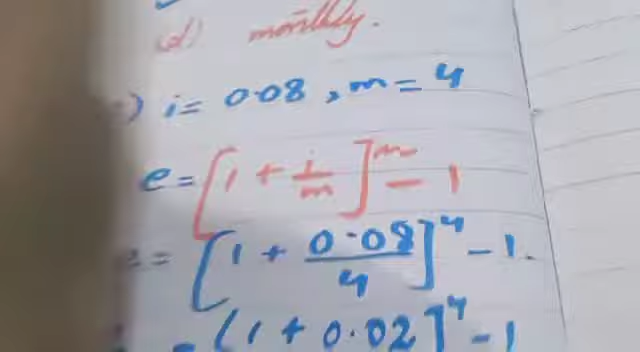 d) monthly.
) i = 0.08, m = 4
e = [1 + i/m]^m - 1
= [1 + 0.08/4]^4 - 1.
= (1 + 0.02]^4 - 1